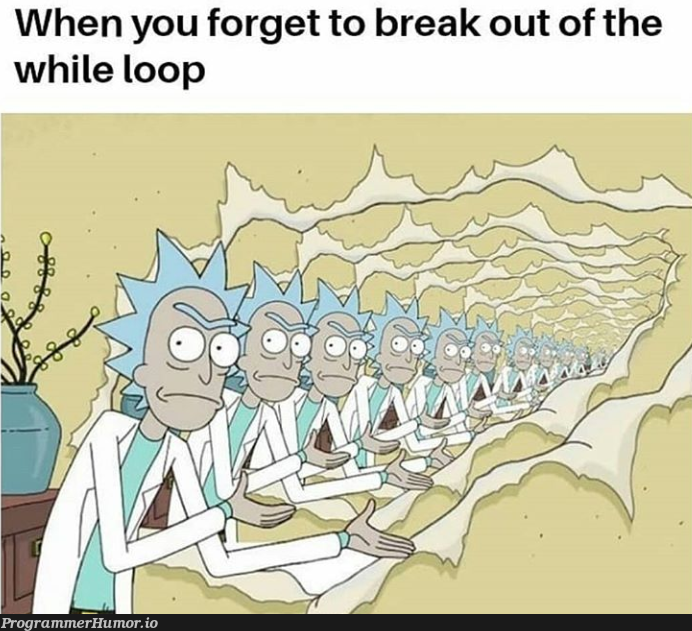 When you forget to break out of the
while loop
ProgrammerHumor.io